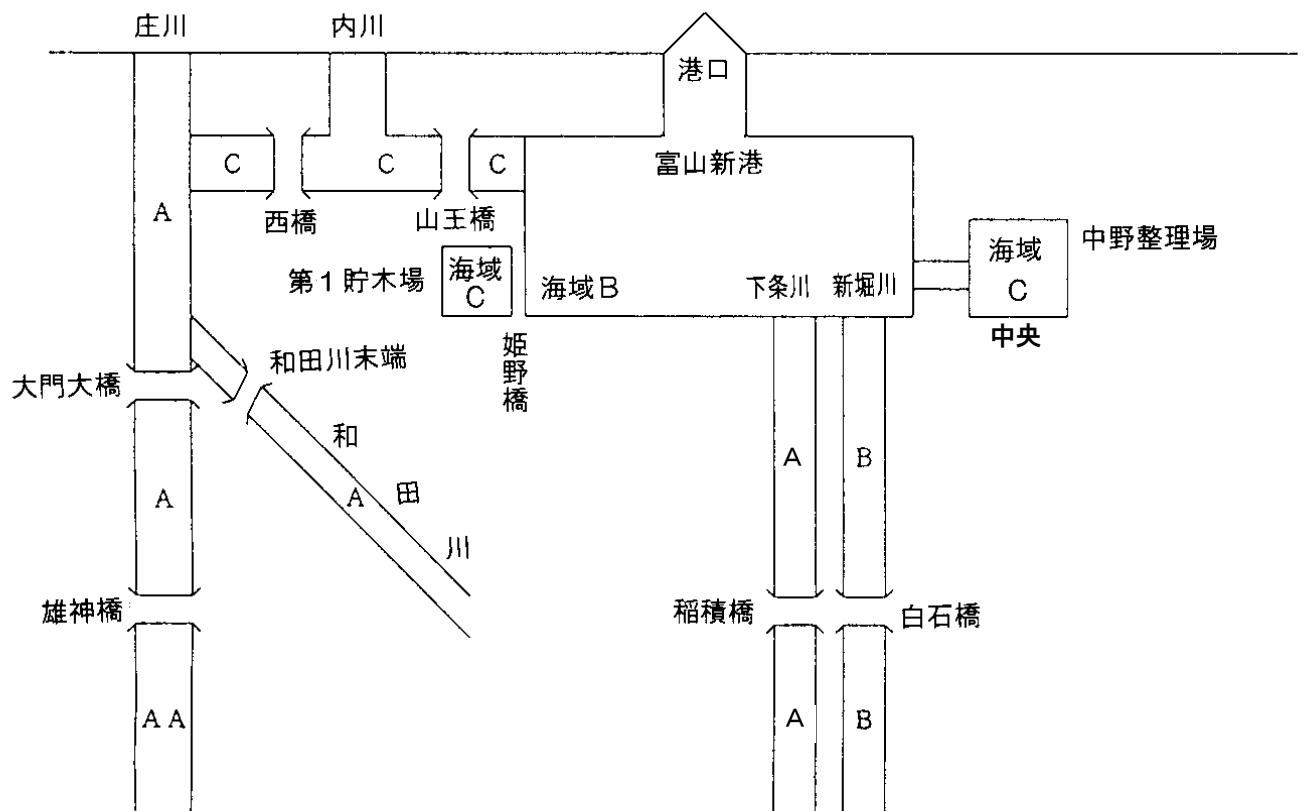 庄川
内川
港口
C
C
C
富山新港
A
西橋
山王橋
海域
C
中野整理場
中央
第1貯木場
海域
C
海域B
下条川
新堀川
姫野橋
和田川末端
大門大橋
和田川
A
A
A
B
雄神橋
稲積橋
白石橋
AA
A
B